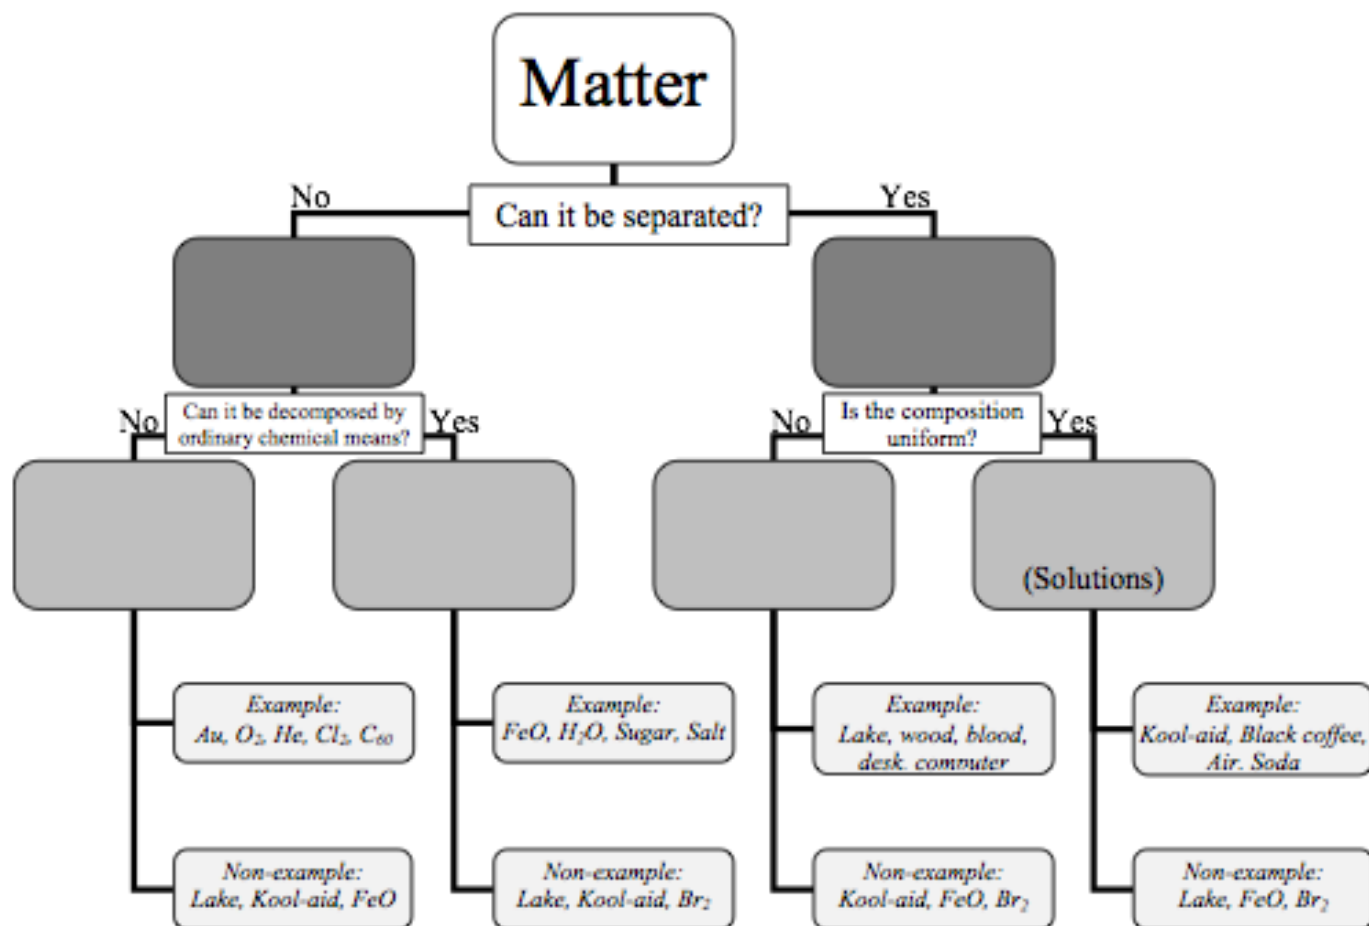 Matter
No
Can it be separated?
Yes
No
Can it be decomposed by
ordinary chemical means?
Yes
No
Is the composition
uniform?
Yes
(Solutions)
Example:
Au, O₂, He, Cl₂, C₆₀
Example:
FeO, H₂O, Sugar, Salt
Example:
Lake, wood, blood,
desk, computer
Example:
Kool-aid, Black coffee,
Air, Soda
Non-example:
Lake, Kool-aid, FeO
Non-example:
Lake, Kool-aid, Br₂
Non-example:
Kool-aid, FeO, Br₂
Non-example:
Lake, FeO, Br₂